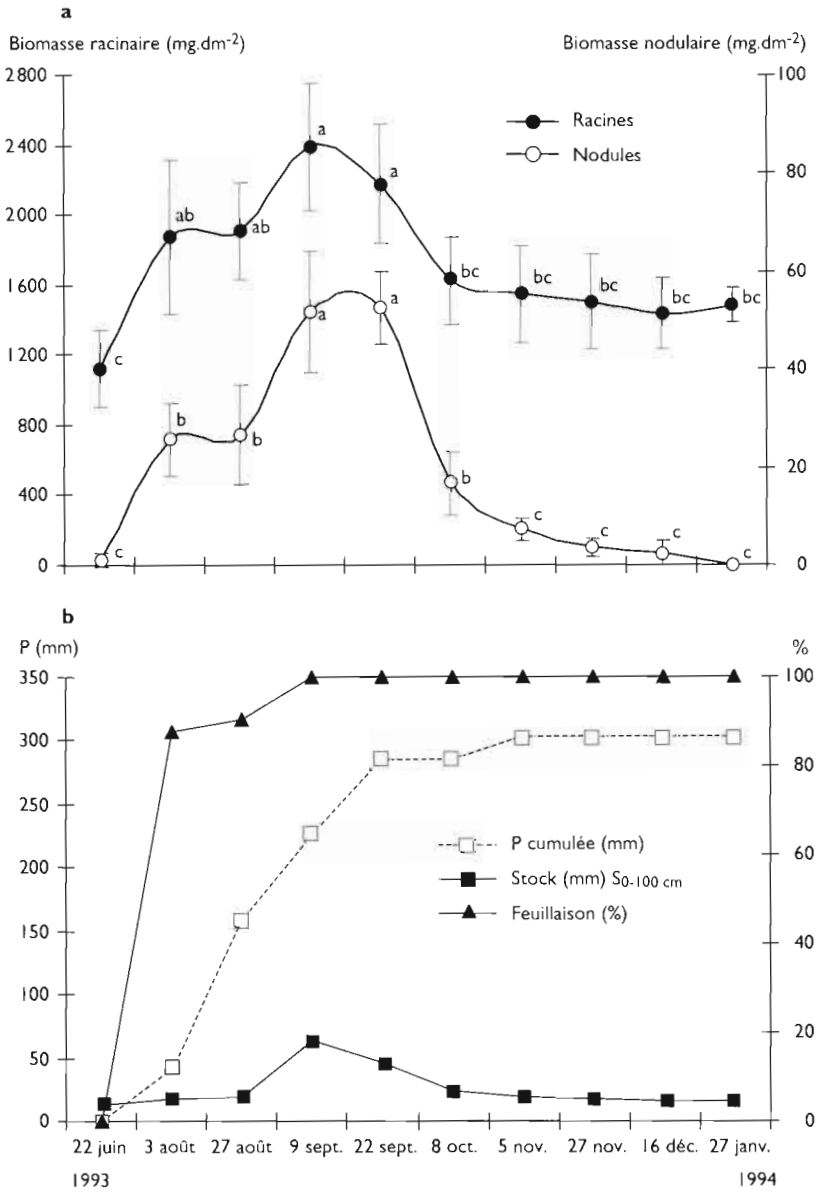 a
Biomasse racinaire (mg.dm-2) Biomasse nodulaire (mg.dm-2)
2 800 100
Racines
Nodules
2 400 80
2 000
1 600 60
1 200 40
800
400 20
0 0
a
a
ab
ab
bc
bc
bc
bc
bc
c
a
a
b
b
b
c
c
c
c
c
b
P (mm) %
350 100
300 80
250
P cumulée (mm)
Stock (mm) S0-100 cm
Feuillaison (%)
200 60
150 40
100
50 20
0 0
22 juin 3 août 27 août 9 sept. 22 sept. 8 oct. 5 nov. 27 nov. 16 déc. 27 janv.
1993 1994